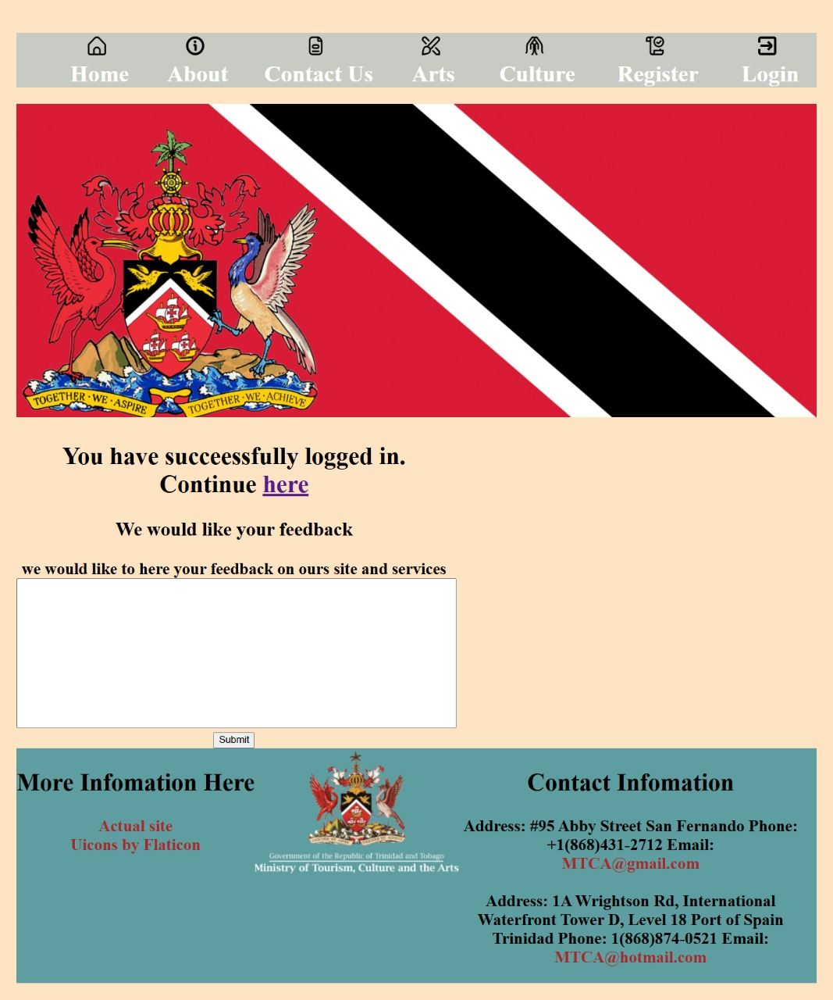 Home About Contact Us Arts Culture Register Login
TOGETHER·WE·ASPIRE TOGETHER·WE·ACHIEVE
You have succeessfully logged in.
Continue here
We would like your feedback
we would like to here your feedback on ours site and services
Submit
More Infomation Here
Actual site
Uicons by Flaticon
Government of the Republic of Trinidad and Tobago
Ministry of Tourism, Culture and the Arts
Contact Infomation
Address: #95 Abby Street San Fernando Phone:
+1(868)431-2712 Email:
MTCA@gmail.com
Address: 1A Wrightson Rd, International
Waterfront Tower D, Level 18 Port of Spain
Trinidad Phone: 1(868)874-0521 Email:
MTCA@hotmail.com